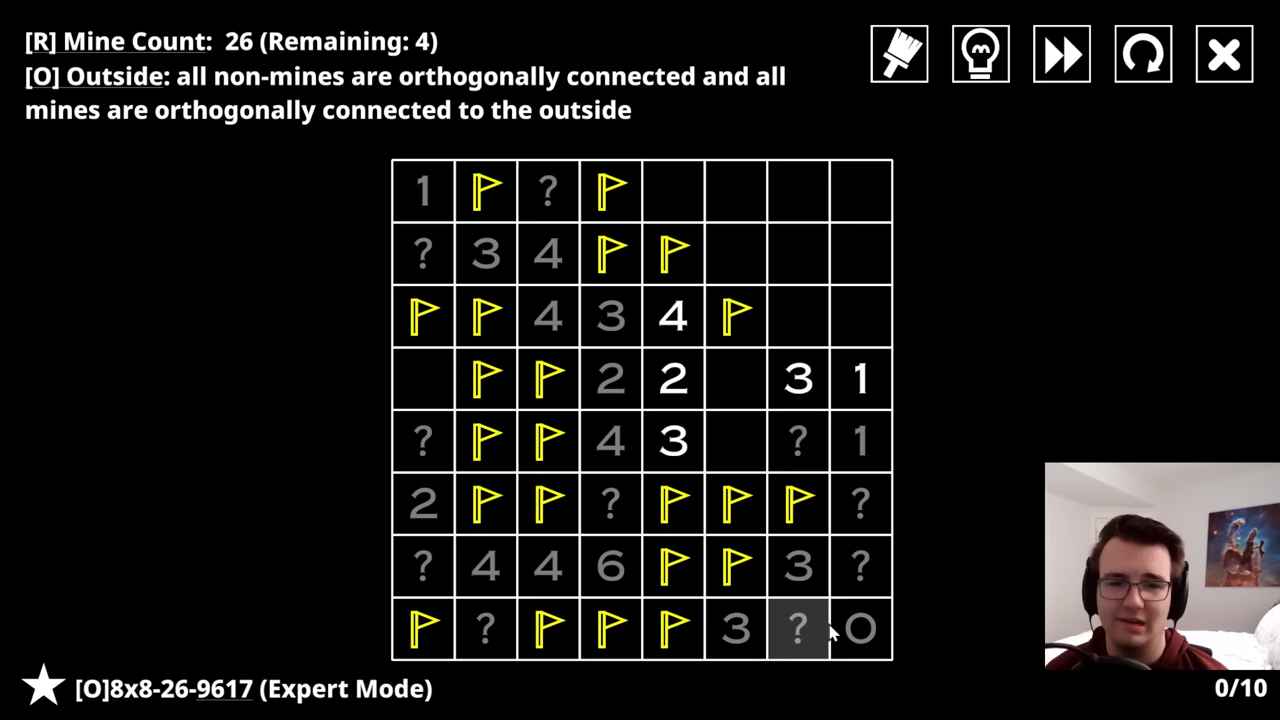 [R] Mine Count: 26 (Remaining: 4)
[O] Outside: all non-mines are orthogonally connected and all
mines are orthogonally connected to the outside
1 ?
? 3 4
4 3 4
2 2 3 1
? 4 3 ? 1
2 ? ?
? 4 4 6 3 ?
? 3 ? 0
[O]8x8-26-9617 (Expert Mode)
0/10